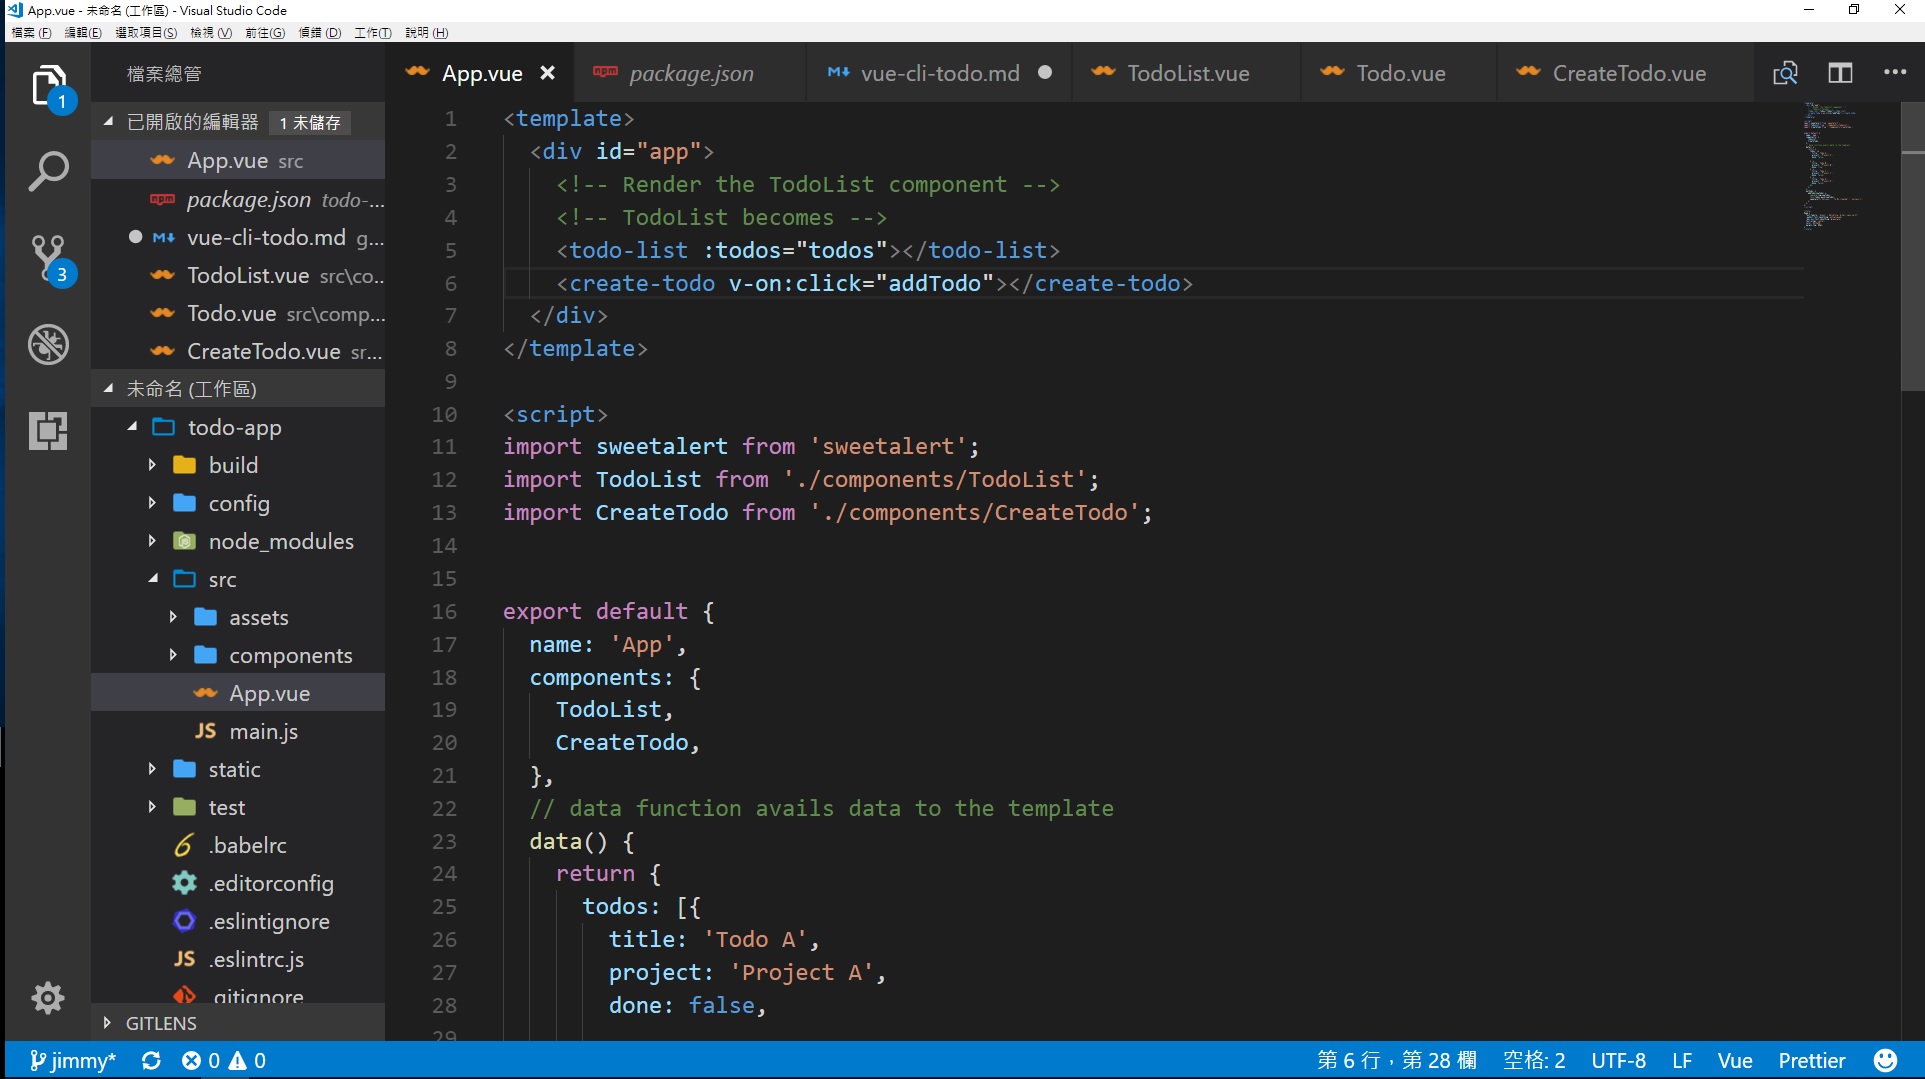 App.vue - 未命名 (工作區) - Visual Studio Code
檔案 (F) 編輯(E) 選取項目(S) 檢視 (V) 前往(G) 偵錯 (D) 工作(T) 說明 (H)
檔案總管
App.vue package.json vue-cli-todo.md TodoList.vue Todo.vue CreateTodo.vue
1
3
已開啟的編輯器 1 未儲存
App.vue src
package.json todo-...
vue-cli-todo.md g...
TodoList.vue src\co...
Todo.vue src\comp...
CreateTodo.vue sr...
未命名 (工作區)
todo-app
build
config
node_modules
src
assets
components
App.vue
JS main.js
static
test
.babelrc
.editorconfig
.eslintignore
JS .eslintrc.js
.gitignore
GITLENS
1 <template>
2 <div id="app">
3 <!-- Render the TodoList component -->
4 <!-- TodoList becomes -->
5 <todo-list :todos="todos"></todo-list>
6 <create-todo v-on:click="addTodo"></create-todo>
7 </div>
8 </template>
9
10 <script>
11 import sweetalert from 'sweetalert';
12 import TodoList from './components/TodoList';
13 import CreateTodo from './components/CreateTodo';
14
15
16 export default {
17 name: 'App',
18 components: {
19 TodoList,
20 CreateTodo,
21 },
22 // data function avails data to the template
23 data() {
24 return {
25 todos: [{
26 title: 'Todo A',
27 project: 'Project A',
28 done: false,
29
jimmy* 0 0 第 6 行，第 28 欄 空格: 2 UTF-8 LF Vue Prettier